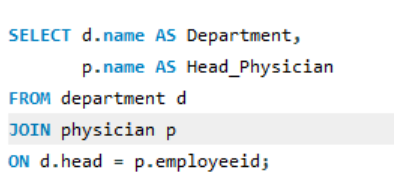 SELECT d.name AS Department,
       p.name AS Head_Physician
FROM department d
JOIN physician p
ON d.head = p.employeeid;